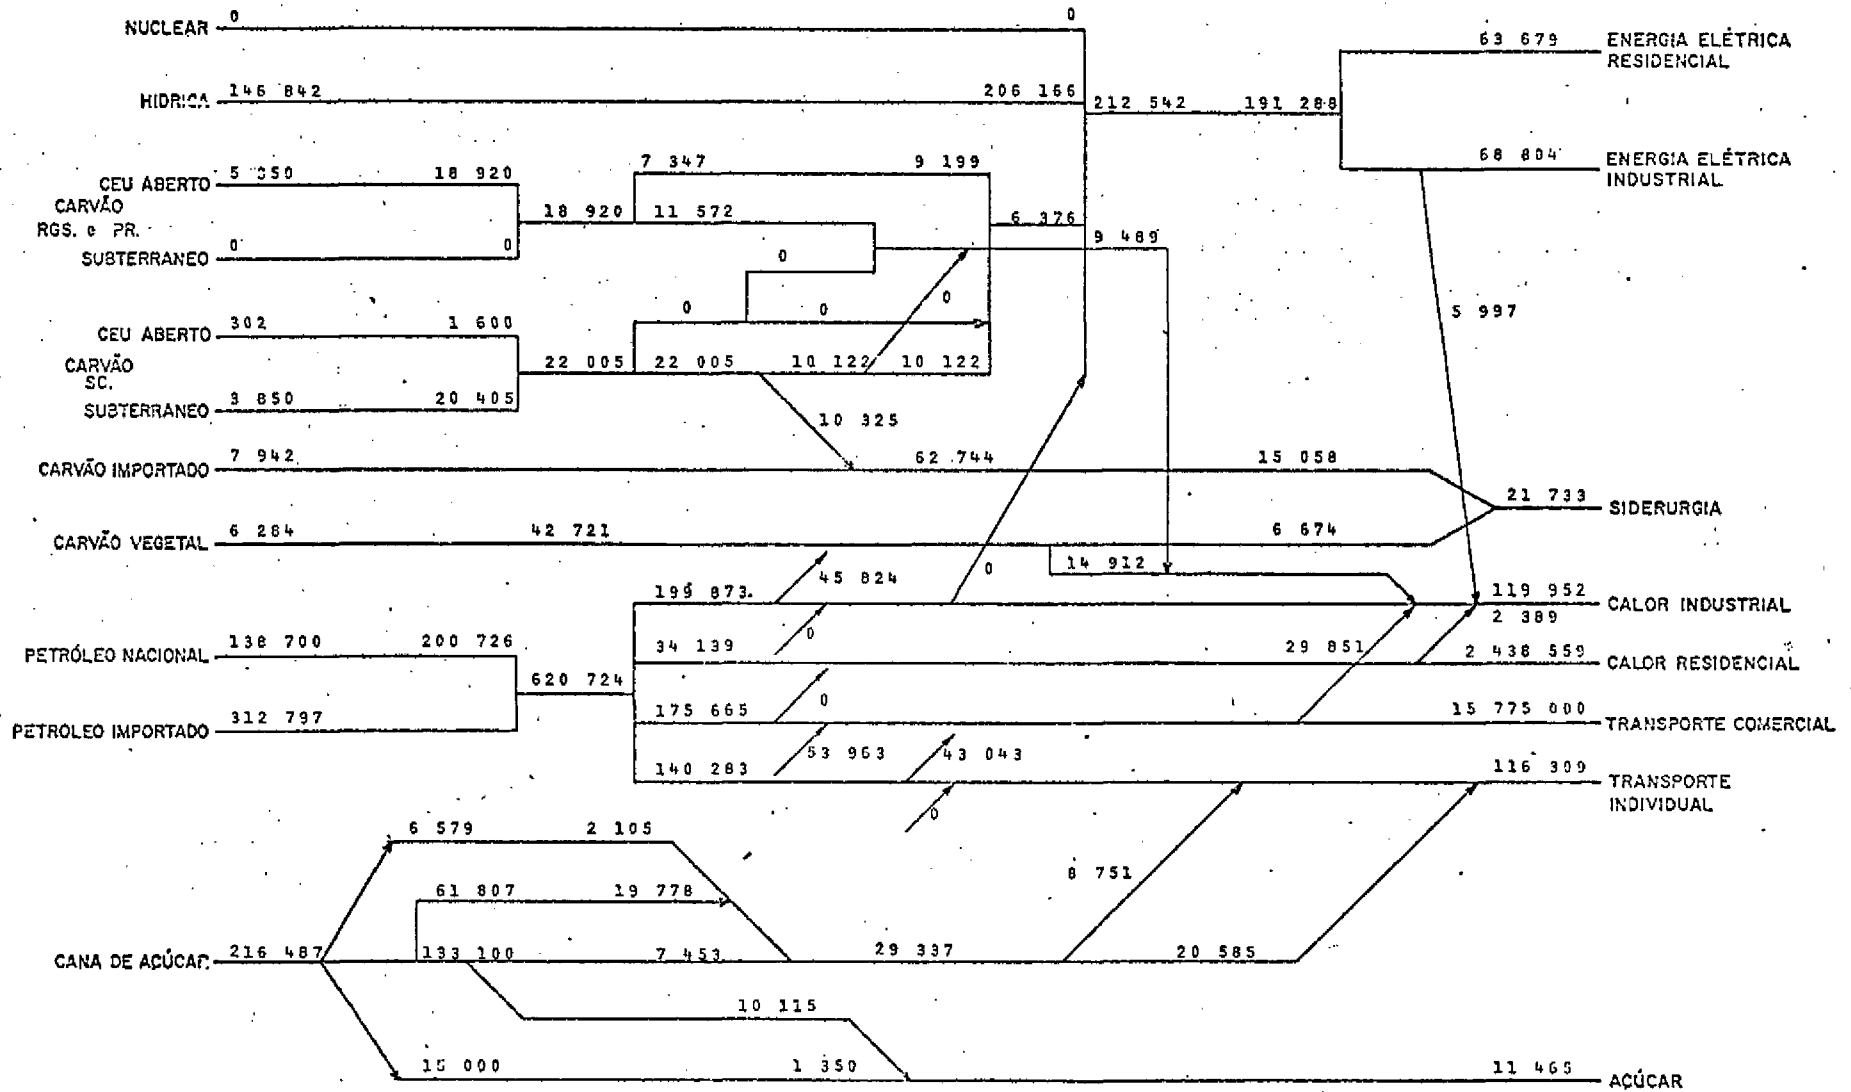 NUCLEAR 0 0
63 679 ENERGIA ELÉTRICA
RESIDENCIAL
HIDRICA 146 842 206 166
212 542 191 288
68 804 ENERGIA ELÉTRICA
INDUSTRIAL
CEU ABERTO 18 920
7 347 9 199
CARVÃO
RGS. e PR.
18 920 11 572
6 376
SUBTERRANEO 0 0
0
9 489
0
0 0
5 997
CEU ABERTO 302 1 600
CARVÃO
SC.
22 005 22 005 10 122 10 122
SUBTERRANEO 3 850 20 405
10 325
CARVÃO IMPORTADO 7 942 62 744 15 058
21 733 SIDERURGIA
CARVÃO VEGETAL 6 284 42 721 6 674
14 912
45 824
0
199 873
119 952 CALOR INDUSTRIAL
2 389
0
PETRÓLEO NACIONAL 138 700 200 726
34 139 29 851 2 438 559 CALOR RESIDENCIAL
620 724
0
PETROLEO IMPORTADO 312 797
175 665 15 775 000 TRANSPORTE COMERCIAL
53 963 43 043
140 283 116 309 TRANSPORTE
INDIVIDUAL
0
6 579 2 105
8 751
61 807 19 778
CANA DE AÇÚCAR 216 487 133 100 7 453 29 337 20 585
10 115
15 000 1 350 11 465 AÇÚCAR